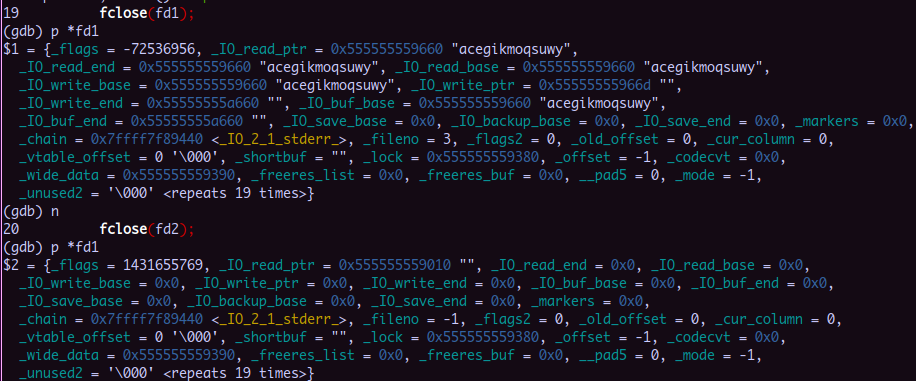 19          fclose(fd1);
(gdb) p *fd1
$1 = {_flags = -72536956, _IO_read_ptr = 0x555555559660 "acegikmoqsuwy",
  _IO_read_end = 0x555555559660 "acegikmoqsuwy", _IO_read_base = 0x555555559660 "acegikmoqsuwy",
  _IO_write_base = 0x555555559660 "acegikmoqsuwy", _IO_write_ptr = 0x55555555966d "",
  _IO_write_end = 0x55555555a660 "", _IO_buf_base = 0x555555559660 "acegikmoqsuwy",
  _IO_buf_end = 0x55555555a660 "", _IO_save_base = 0x0, _IO_backup_base = 0x0, _IO_save_end = 0x0, _markers = 0x0,
  _chain = 0x7ffff7f89440 <_IO_2_1_stderr_>, _fileno = 3, _flags2 = 0, _old_offset = 0, _cur_column = 0,
  _vtable_offset = 0 '\000', _shortbuf = "", _lock = 0x555555559380, _offset = -1, _codecvt = 0x0,
  _wide_data = 0x555555559390, _freeres_list = 0x0, _freeres_buf = 0x0, __pad5 = 0, _mode = -1,
  _unused2 = '\000' <repeats 19 times>}
(gdb) n
20          fclose(fd2);
(gdb) p *fd1
$2 = {_flags = 1431655769, _IO_read_ptr = 0x555555559010 "", _IO_read_end = 0x0, _IO_read_base = 0x0,
  _IO_write_base = 0x0, _IO_write_ptr = 0x0, _IO_write_end = 0x0, _IO_buf_base = 0x0, _IO_buf_end = 0x0,
  _IO_save_base = 0x0, _IO_backup_base = 0x0, _IO_save_end = 0x0, _markers = 0x0,
  _chain = 0x7ffff7f89440 <_IO_2_1_stderr_>, _fileno = -1, _flags2 = 0, _old_offset = 0, _cur_column = 0,
  _vtable_offset = 0 '\000', _shortbuf = "", _lock = 0x555555559380, _offset = -1, _codecvt = 0x0,
  _wide_data = 0x555555559390, _freeres_list = 0x0, _freeres_buf = 0x0, __pad5 = 0, _mode = -1,
  _unused2 = '\000' <repeats 19 times>}